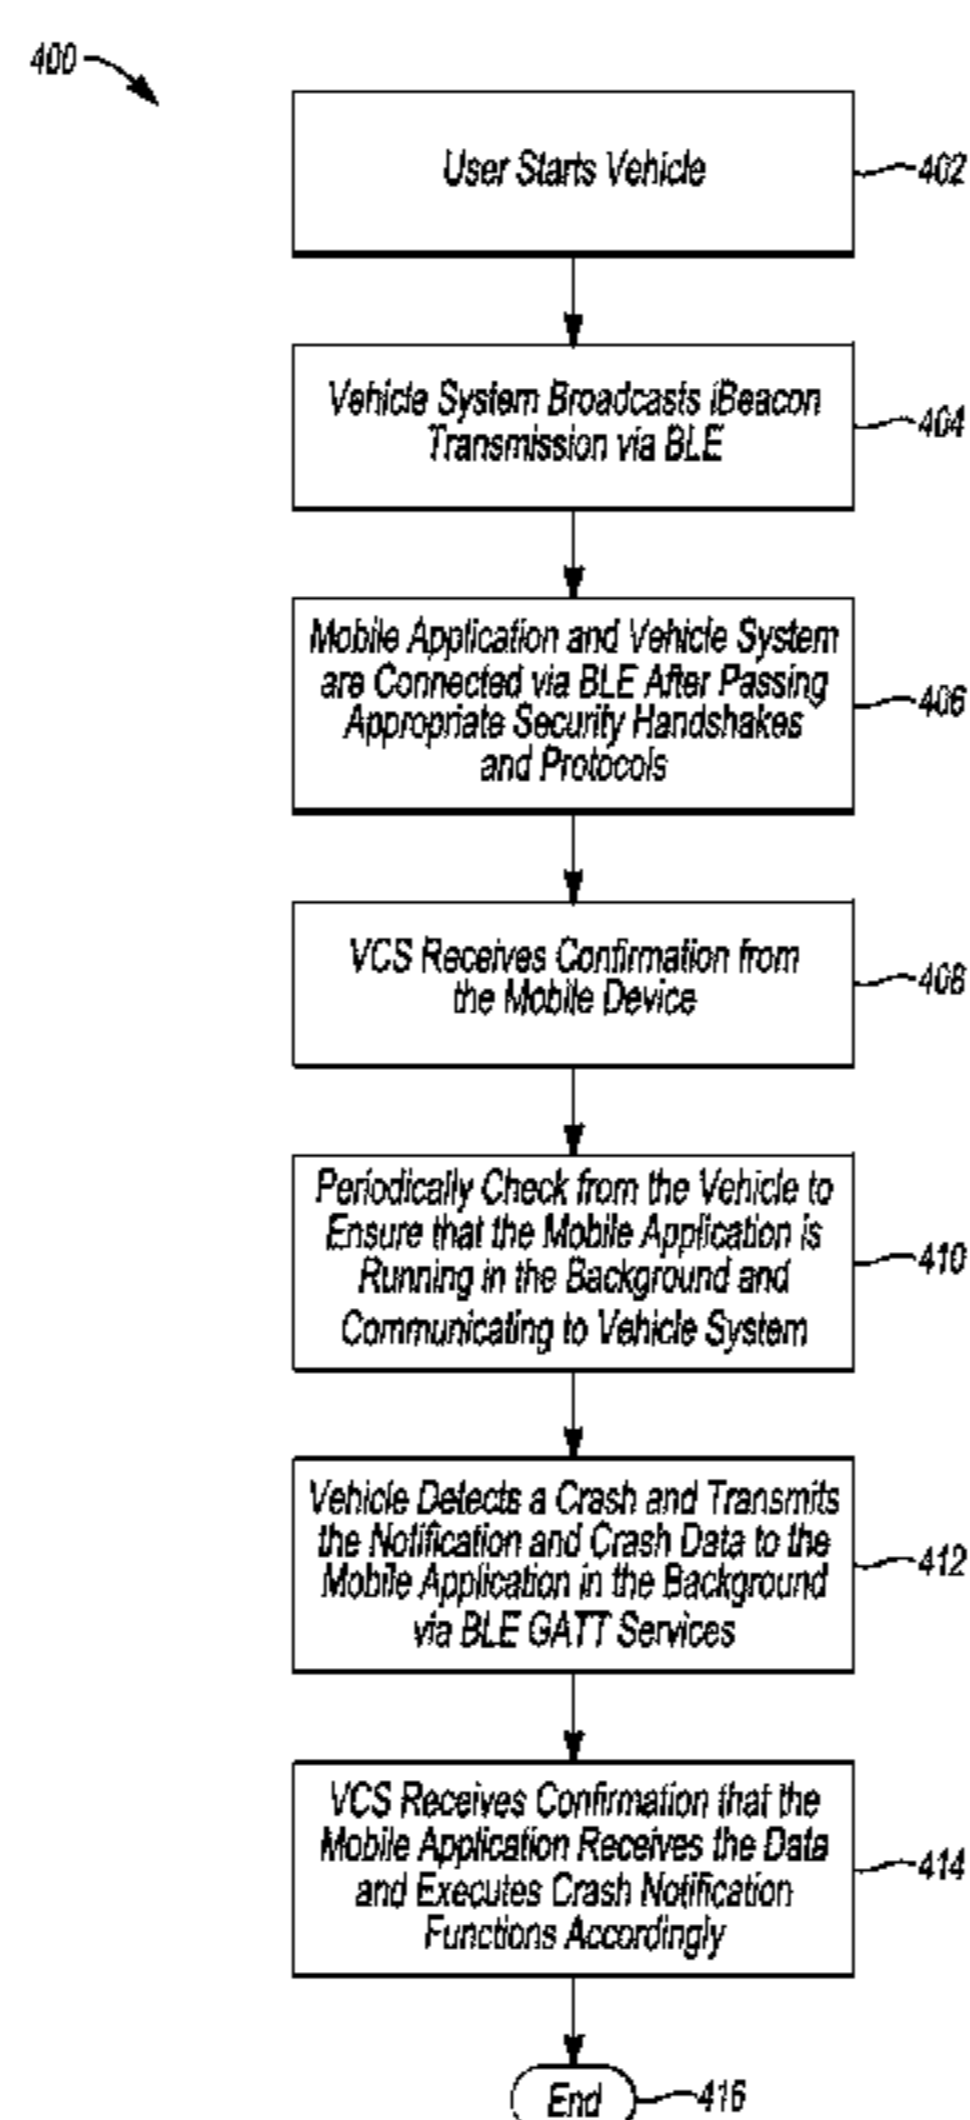 400
User Starts Vehicle
402
Vehicle System Broadcasts iBeacon
Transmission via BLE
404
Mobile Application and Vehicle System
are Connected via BLE After Passing
Appropriate Security Handshakes
and Protocols
406
VCS Receives Confirmation from
the Mobile Device
408
Periodically Check from the Vehicle to
Ensure that the Mobile Application is
Running in the Background and
Communicating to Vehicle System
410
Vehicle Detects a Crash and Transmits
the Notification and Crash Data to the
Mobile Application in the Background
via BLE GATT Services
412
VCS Receives Confirmation that the
Mobile Application Receives the Data
and Executes Crash Notification
Functions Accordingly
414
End
416